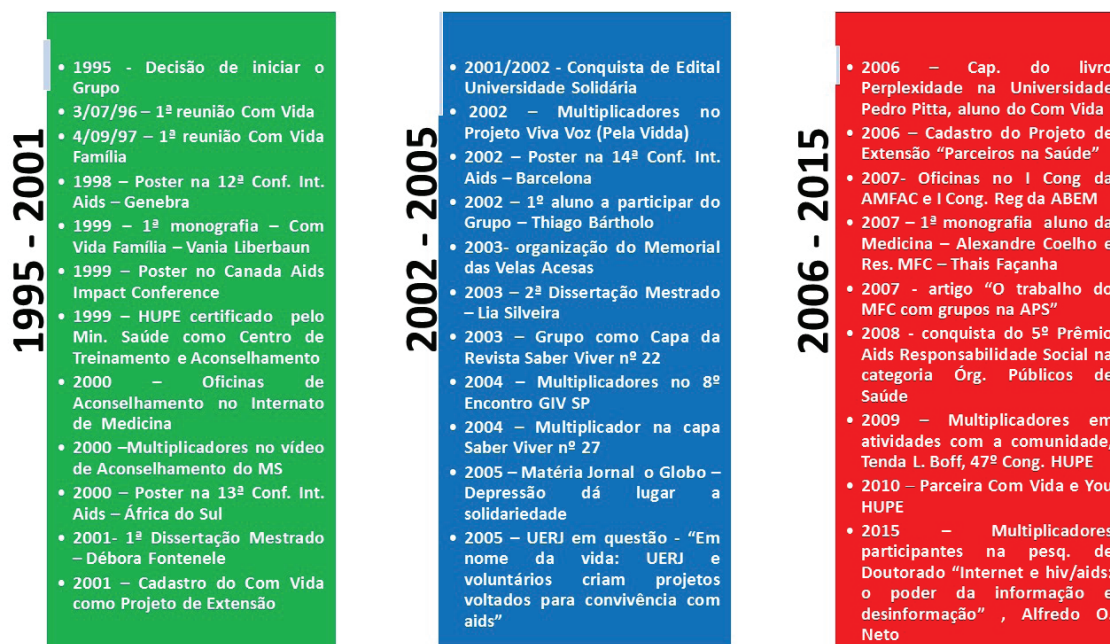 1995 - 2001
• 1995 - Decisão de iniciar o
Grupo
• 3/07/96 – 1ª reunião Com Vida
• 4/09/97 – 1ª reunião Com Vida
Família
• 1998 – Poster na 12ª Conf. Int.
Aids – Genebra
• 1999 – 1ª monografia – Com
Vida Família – Vania Liberbaun
• 1999 – Poster no Canada Aids
Impact Conference
• 1999 – HUPE certificado pelo
Min. Saúde como Centro de
Treinamento e Aconselhamento
• 2000 – Oficinas de
Aconselhamento no Internato
de Medicina
• 2000 –Multiplicadores no vídeo
de Aconselhamento do MS
• 2000 – Poster na 13ª Conf. Int.
Aids – África do Sul
• 2001- 1ª Dissertação Mestrado
– Débora Fontenele
• 2001 – Cadastro do Com Vida
como Projeto de Extensão
2002 - 2005
• 2001/2002 - Conquista de Edital
Universidade Solidária
• 2002 – Multiplicadores no
Projeto Viva Voz (Pela Vidda)
• 2002 – Poster na 14ª Conf. Int.
Aids – Barcelona
• 2002 – 1º aluno a participar do
Grupo – Thiago Bártholo
• 2003- organização do Memorial
das Velas Acesas
• 2003 – 2ª Dissertação Mestrado
– Lia Silveira
• 2003 – Grupo como Capa da
Revista Saber Viver nº 22
• 2004 – Multiplicadores no 8º
Encontro GIV SP
• 2004 – Multiplicador na capa
Saber Viver nº 27
• 2005 – Matéria Jornal o Globo –
Depressão dá lugar a
solidariedade
• 2005 – UERJ em questão - “Em
nome da vida: UERJ e
voluntários criam projetos
voltados para convivência com
aids”
2006 - 2015
• 2006 – Cap. do livro
Perplexidade na Universidade
Pedro Pitta, aluno do Com Vida
• 2006 – Cadastro do Projeto de
Extensão “Parceiros na Saúde”
• 2007- Oficinas no I Cong da
AMFAC e I Cong. Reg da ABEM
• 2007 – 1ª monografia aluno da
Medicina – Alexandre Coelho e
Res. MFC – Thais Façanha
• 2007 - artigo “O trabalho do
MFC com grupos na APS”
• 2008 - conquista do 5º Prêmio
Aids Responsabilidade Social na
categoria Órg. Públicos de
Saúde
• 2009 – Multiplicadores em
atividades com a comunidade,
Tenda L. Boff, 47º Cong. HUPE
• 2010 – Parceira Com Vida e You
HUPE
• 2015 – Multiplicadores
participantes na pesq. de
Doutorado “Internet e hiv/aids:
o poder da informação e
desinformação” , Alfredo O.
Neto